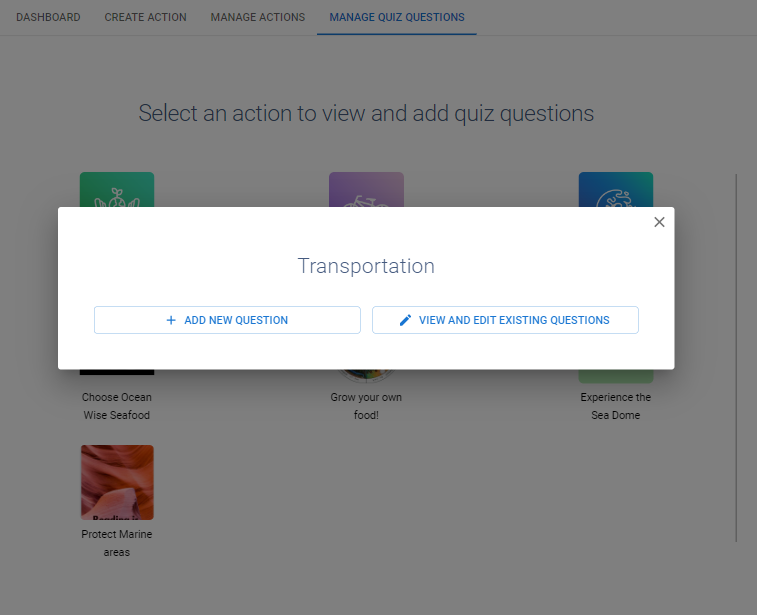 DASHBOARD CREATE ACTION MANAGE ACTIONS MANAGE QUIZ QUESTIONS
Select an action to view and add quiz questions
Transportation
ADD NEW QUESTION VIEW AND EDIT EXISTING QUESTIONS
Choose Ocean
Wise Seafood
Grow your own
food!
Experience the
Sea Dome
Protect Marine
areas